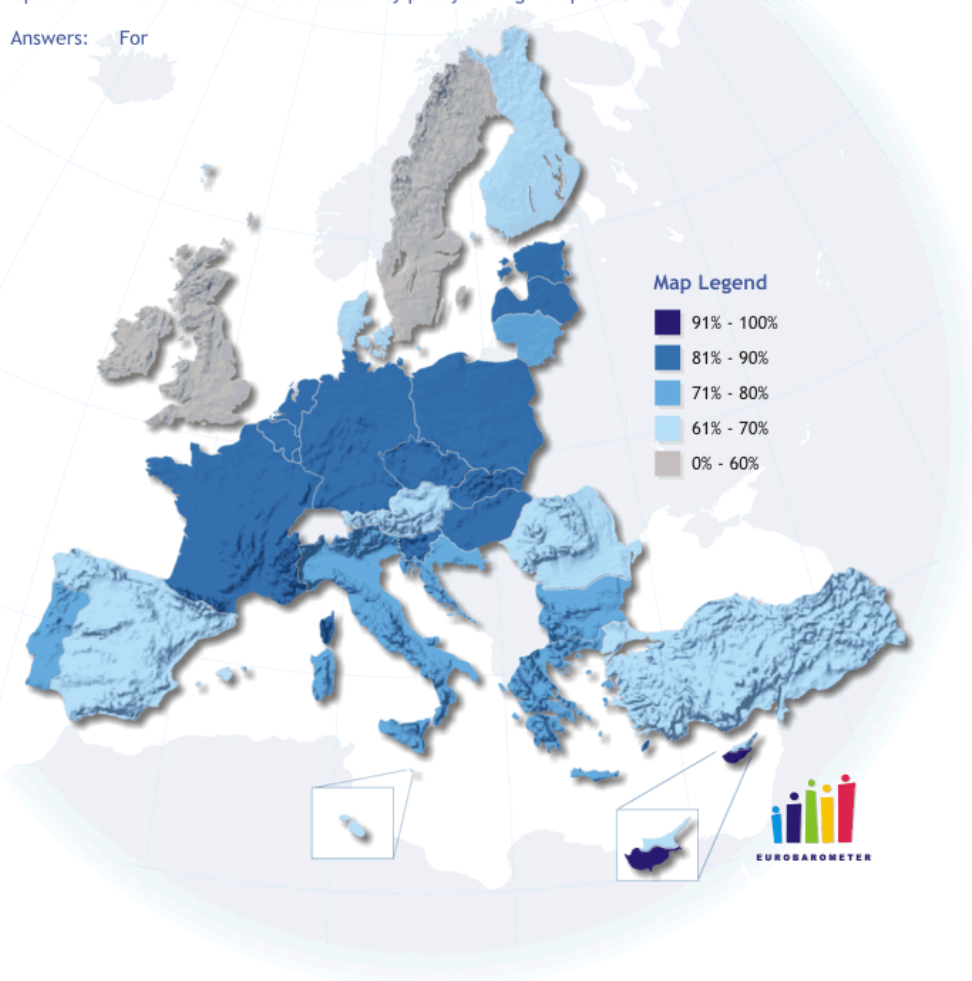 Answers: For
Map Legend
91% - 100%
81% - 90%
71% - 80%
61% - 70%
0% - 60%
EUROBAROMETER